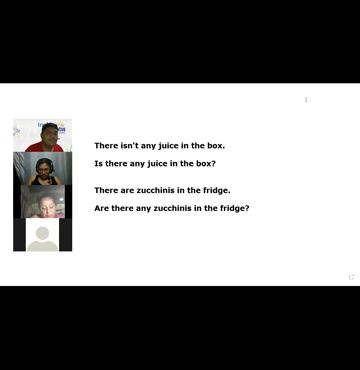 There isn't any juice in the box.
Is there any juice in the box?
There are zucchinis in the fridge.
Are there any zucchinis in the fridge?